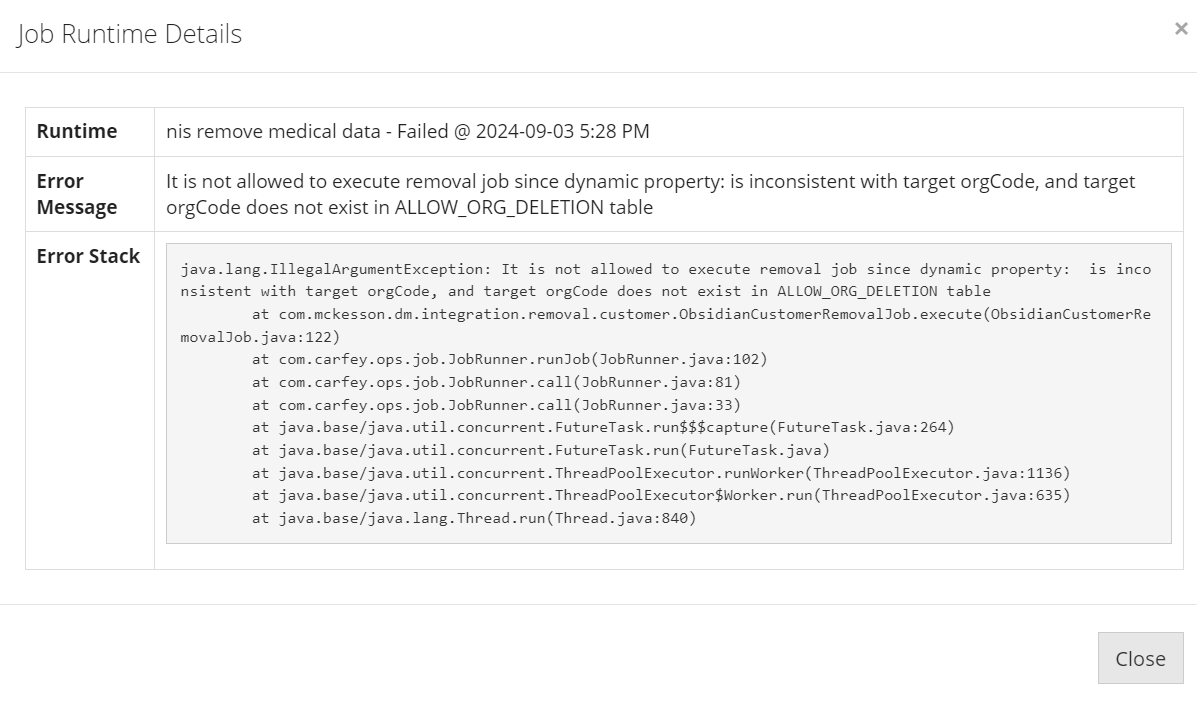 Job Runtime Details
×
Runtime
nis remove medical data - Failed @ 2024-09-03 5:28 PM
Error
Message
It is not allowed to execute removal job since dynamic property: is inconsistent with target orgCode, and target
orgCode does not exist in ALLOW_ORG_DELETION table
Error Stack
java.lang.IllegalArgumentException: It is not allowed to execute removal job since dynamic property:  is inco
nsistent with target orgCode, and target orgCode does not exist in ALLOW_ORG_DELETION table
        at com.mckesson.dm.integration.removal.customer.ObsidianCustomerRemovalJob.execute(ObsidianCustomerRe
movalJob.java:122)
        at com.carfey.ops.job.JobRunner.runJob(JobRunner.java:102)
        at com.carfey.ops.job.JobRunner.call(JobRunner.java:81)
        at com.carfey.ops.job.JobRunner.call(JobRunner.java:33)
        at java.base/java.util.concurrent.FutureTask.run$$$capture(FutureTask.java:264)
        at java.base/java.util.concurrent.FutureTask.run(FutureTask.java)
        at java.base/java.util.concurrent.ThreadPoolExecutor.runWorker(ThreadPoolExecutor.java:1136)
        at java.base/java.util.concurrent.ThreadPoolExecutor$Worker.run(ThreadPoolExecutor.java:635)
        at java.base/java.lang.Thread.run(Thread.java:840)
Close